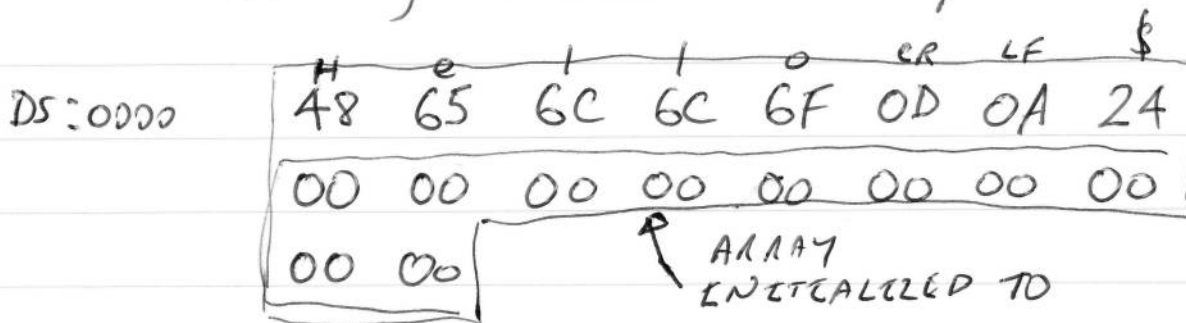 H e l l o CR LF $
DS:0000 48 65 6C 6C 6F 0D 0A 24
00 00 00 00 00 00 00 00
00 00
ARRAY
INITIALIZED TO